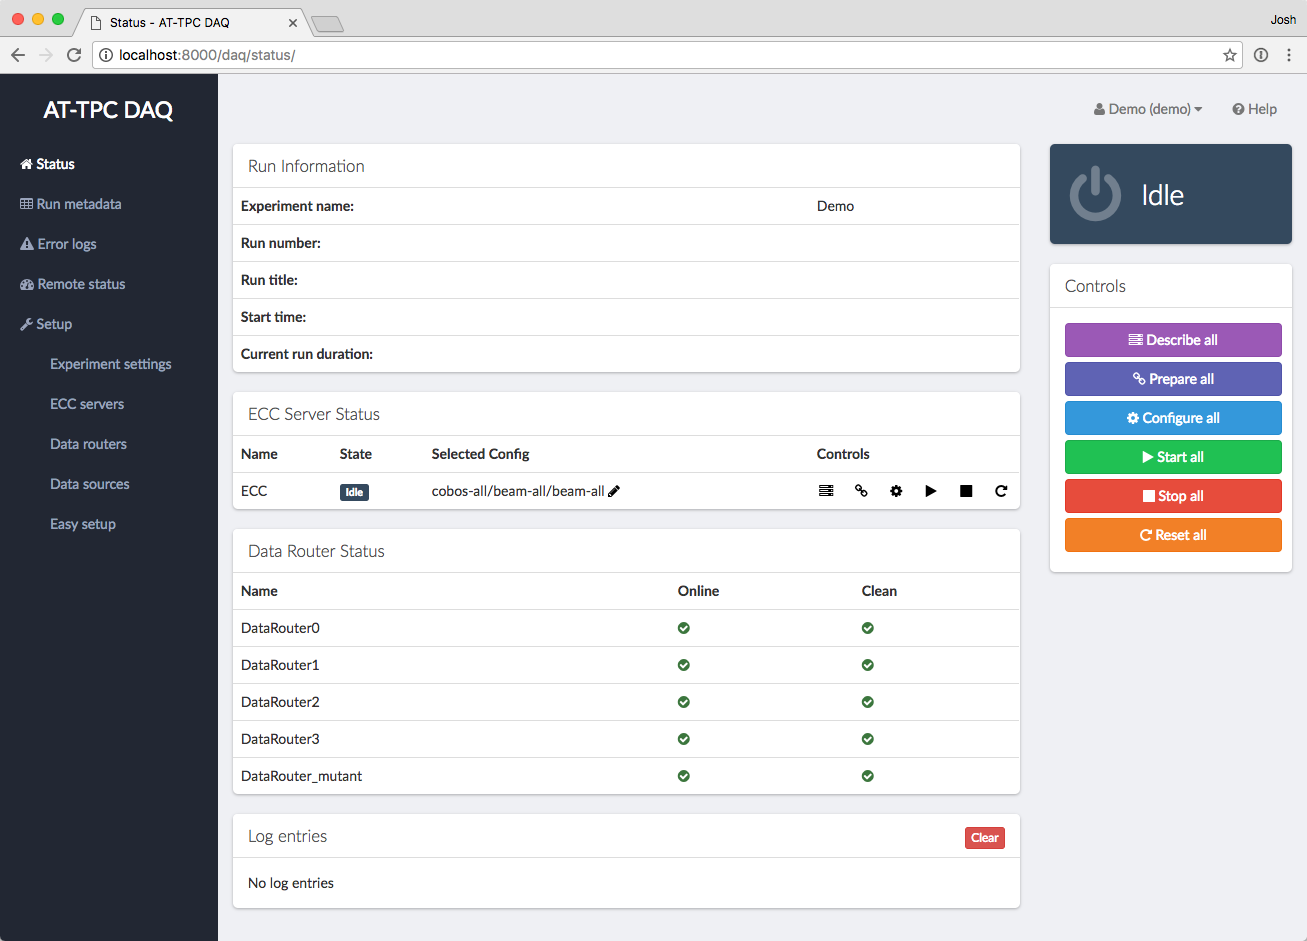 Status - AT-TPC DAQ
Josh
localhost:8000/daq/status/
AT-TPC DAQ
Status
Run metadata
Error logs
Remote status
Setup
Experiment settings
ECC servers
Data routers
Data sources
Easy setup
Demo (demo) Help
Run Information
Experiment name: Demo
Run number:
Run title:
Start time:
Current run duration:
ECC Server Status
Name State Selected Config Controls
ECC Idle cobos-all/beam-all/beam-all
Data Router Status
Name Online Clean
DataRouter0
DataRouter1
DataRouter2
DataRouter3
DataRouter_mutant
Log entries Clear
No log entries
Idle
Controls
Describe all
Prepare all
Configure all
Start all
Stop all
Reset all